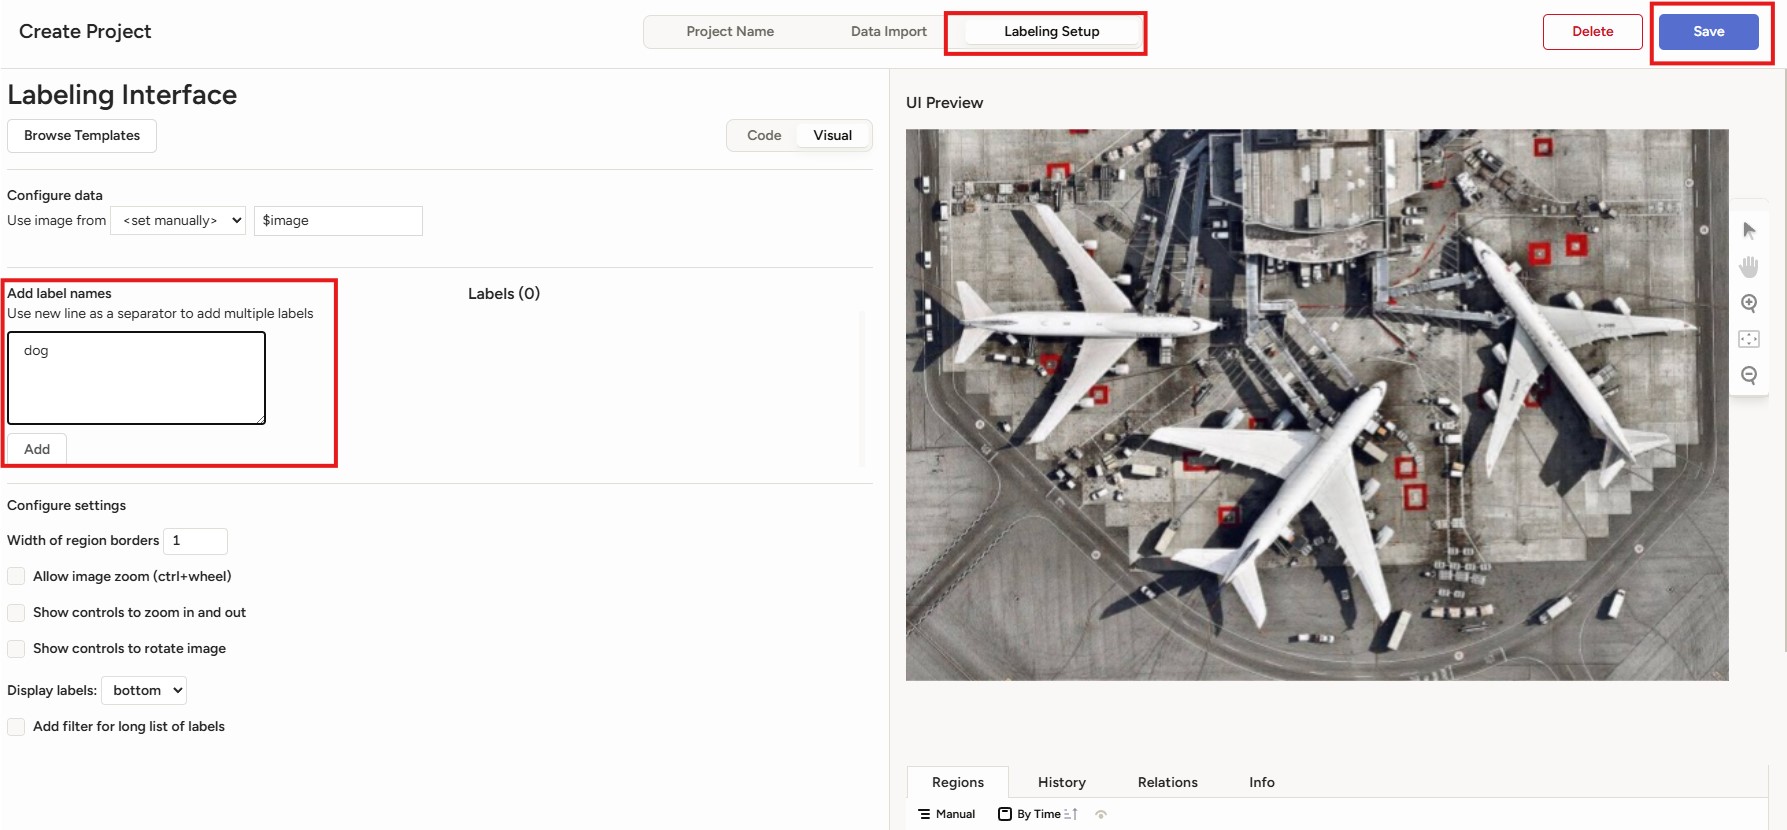 Create Project
Project Name
Data Import
Labeling Setup
Delete
Save
Labeling Interface
Browse Templates
Code
Visual
Configure data
Use image from <set manually> $image
Add label names
Use new line as a separator to add multiple labels
dog
Add
Labels (0)
Configure settings
Width of region borders 1
Allow image zoom (ctrl+wheel)
Show controls to zoom in and out
Show controls to rotate image
Display labels: bottom
Add filter for long list of labels
UI Preview
Regions
History
Relations
Info
Manual
By Time